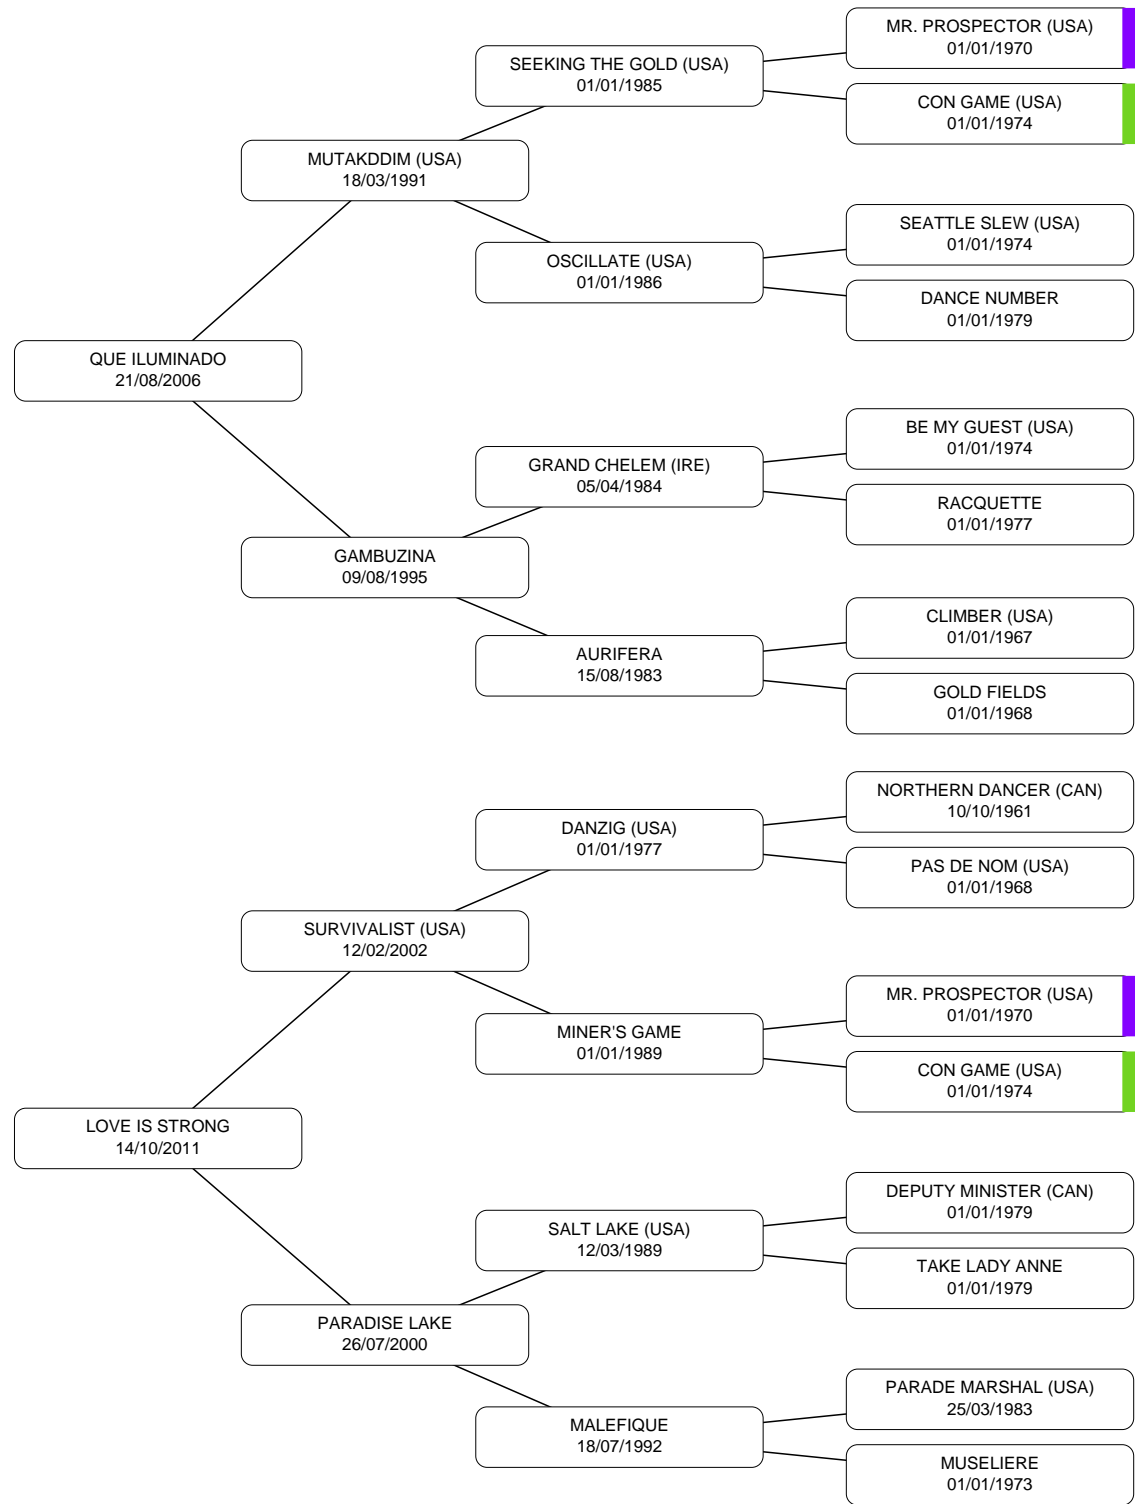 MR. PROSPECTOR (USA)
01/01/1970
SEEKING THE GOLD (USA)
01/01/1985
CON GAME (USA)
01/01/1974
MUTAKDDIM (USA)
18/03/1991
SEATTLE SLEW (USA)
01/01/1974
OSCILLATE (USA)
01/01/1986
DANCE NUMBER
01/01/1979
QUE ILUMINADO
21/08/2006
BE MY GUEST (USA)
01/01/1974
GRAND CHELEM (IRE)
05/04/1984
RACQUETTE
01/01/1977
GAMBUZINA
09/08/1995
CLIMBER (USA)
01/01/1967
AURIFERA
15/08/1983
GOLD FIELDS
01/01/1968
NORTHERN DANCER (CAN)
10/10/1961
DANZIG (USA)
01/01/1977
PAS DE NOM (USA)
01/01/1968
SURVIVALIST (USA)
12/02/2002
MR. PROSPECTOR (USA)
01/01/1970
MINER'S GAME
01/01/1989
CON GAME (USA)
01/01/1974
LOVE IS STRONG
14/10/2011
DEPUTY MINISTER (CAN)
01/01/1979
SALT LAKE (USA)
12/03/1989
TAKE LADY ANNE
01/01/1979
PARADISE LAKE
26/07/2000
PARADE MARSHAL (USA)
25/03/1983
MALEFIQUE
18/07/1992
MUSELIERE
01/01/1973